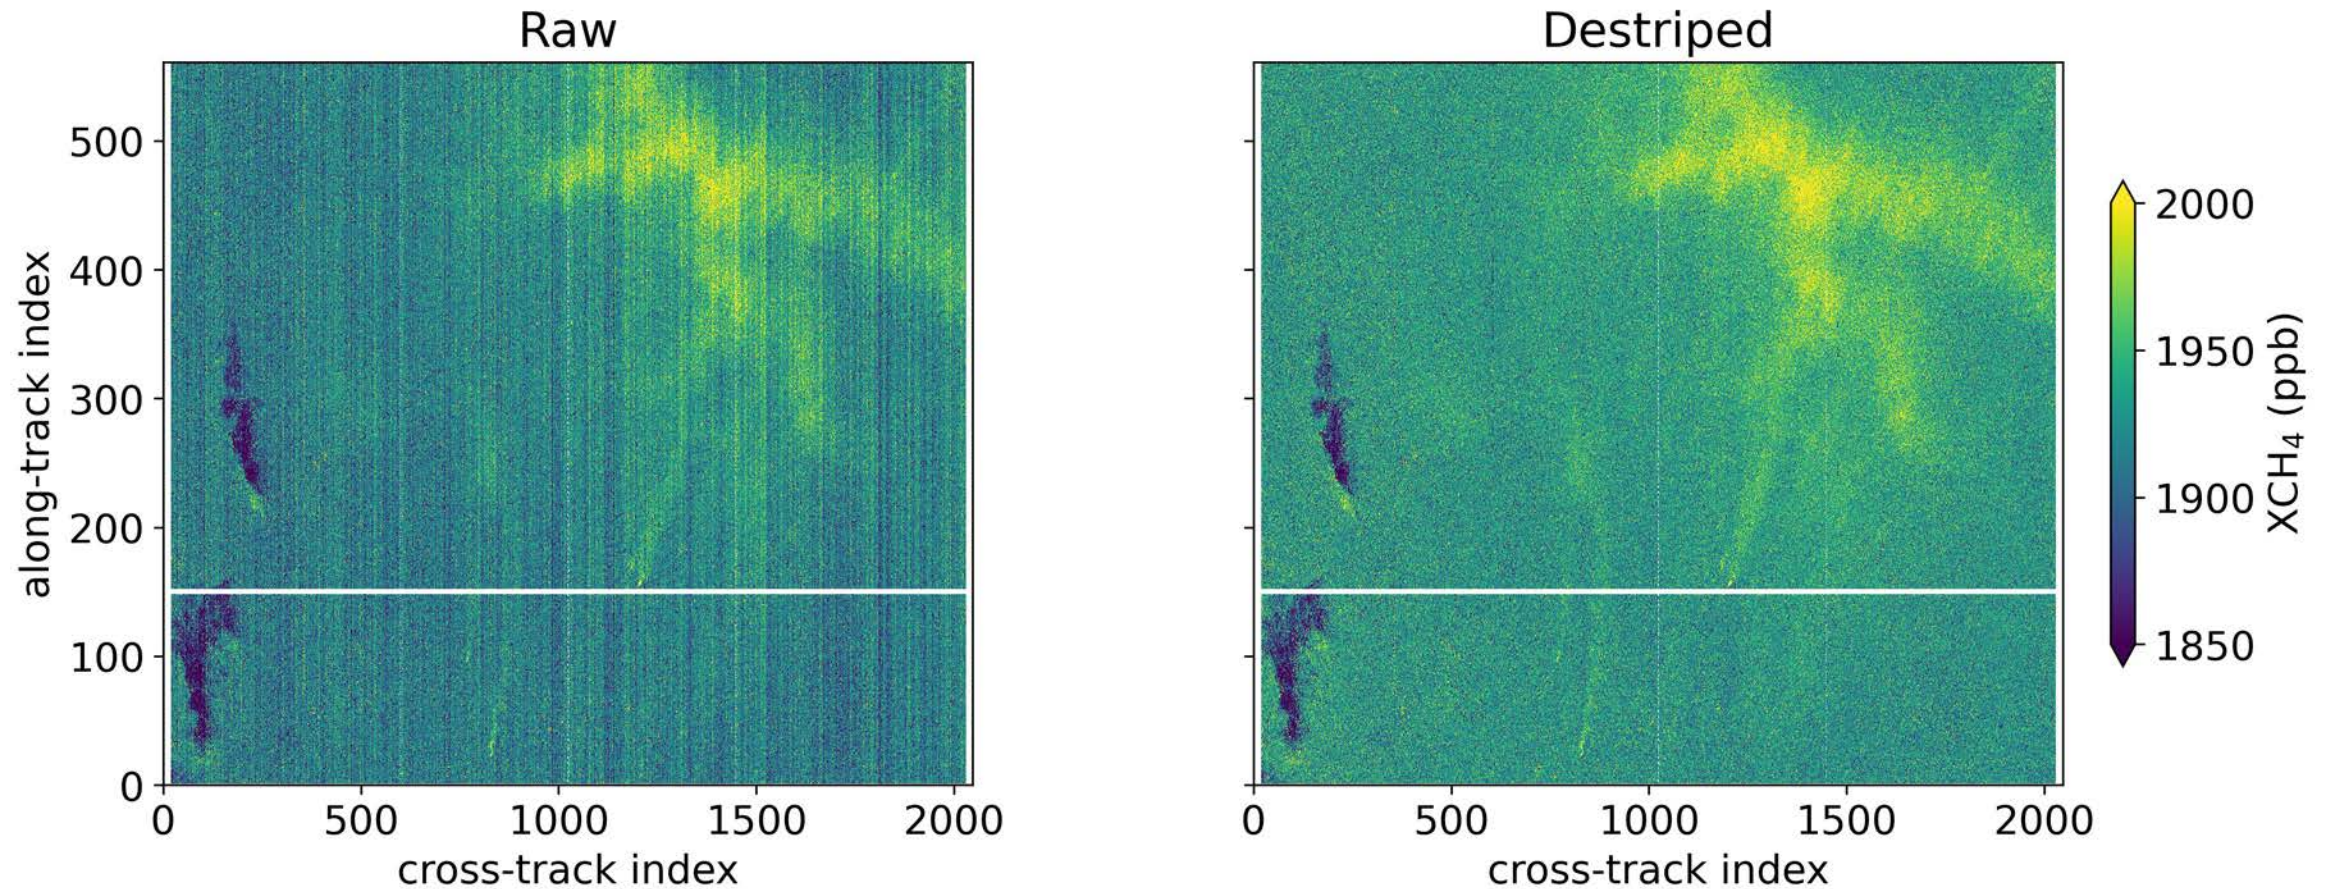 Raw
Destriped
along-track index
500
400
300
200
100
0
0 500 1000 1500 2000
cross-track index
0 500 1000 1500 2000
cross-track index
2000
1950
1900
1850
XCH₄ (ppb)